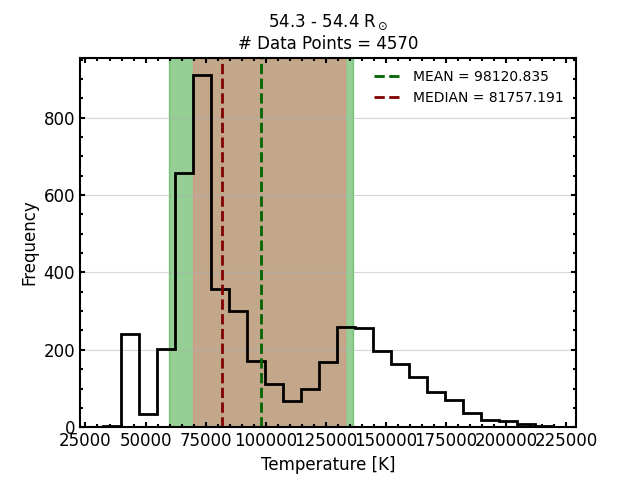 54.3 - 54.4 R⊙
# Data Points = 4570
MEAN = 98120.835
MEDIAN = 81757.191
Frequency
800
600
400
200
0
25000 50000 75000 100000 125000 150000 175000 200000 225000
Temperature [K]